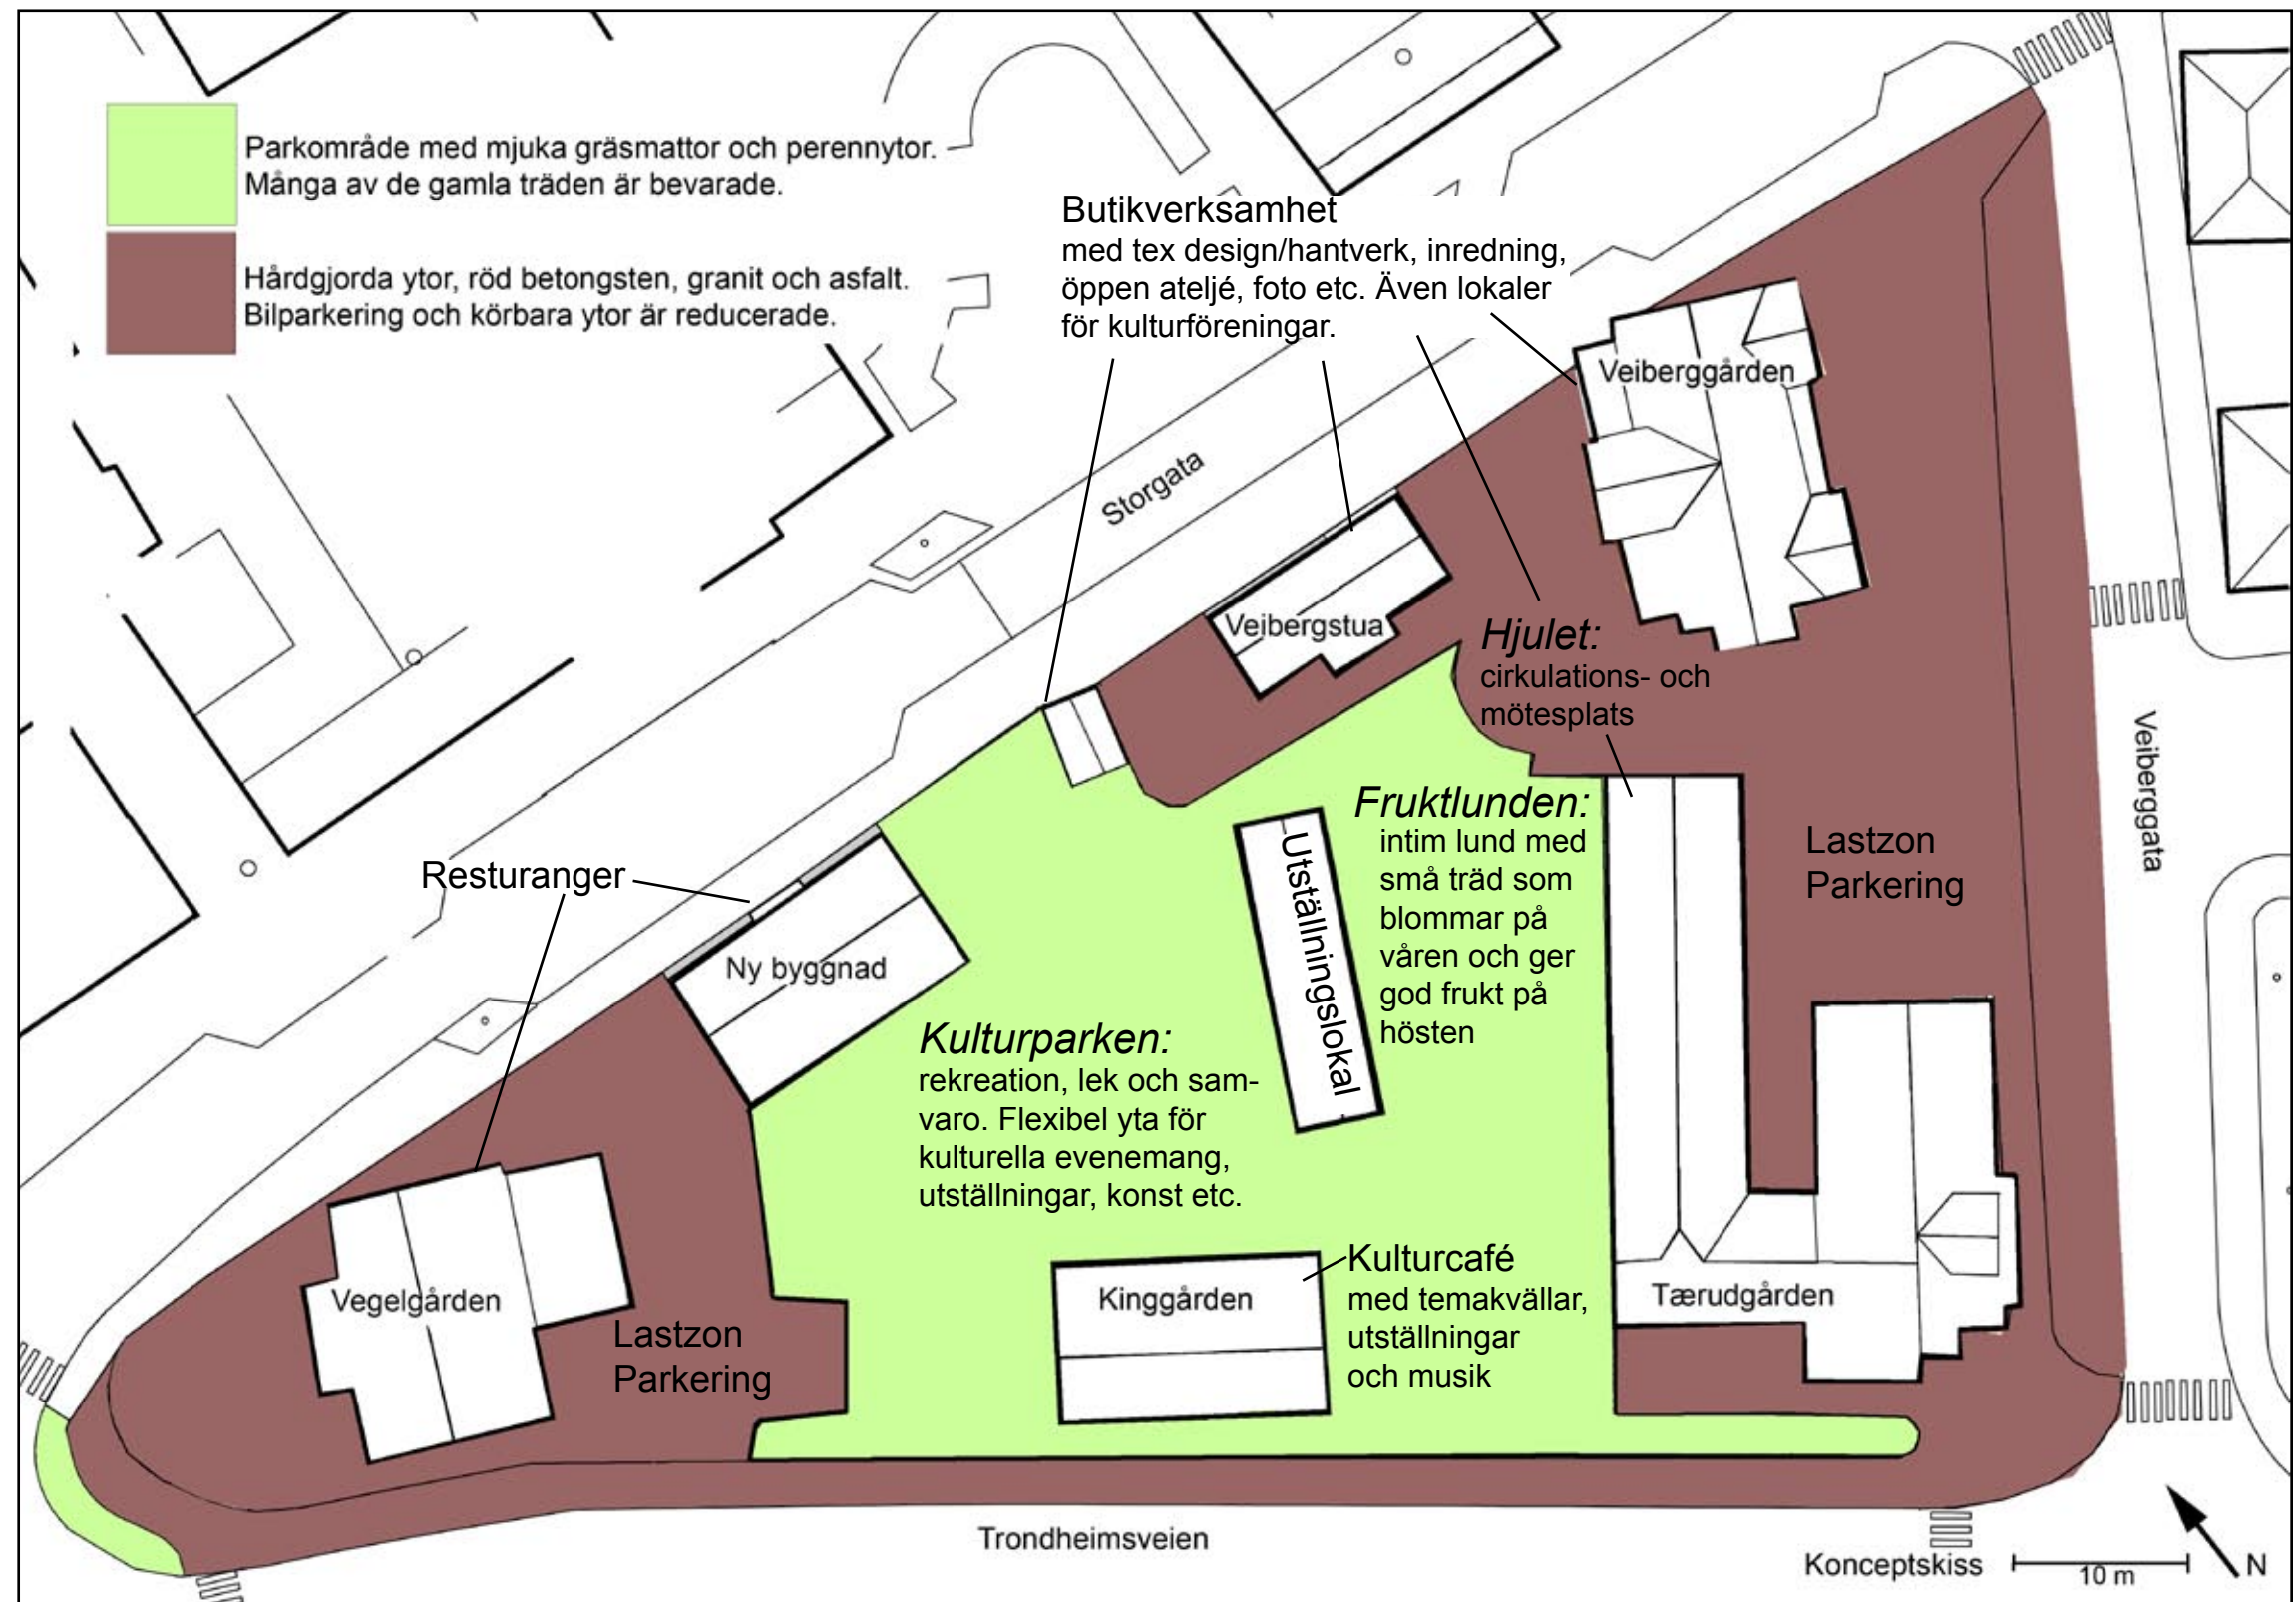 Parkområde med mjuka gräsmattor och perennytor.
Många av de gamla träden är bevarade.
Hårdgjorda ytor, röd betongsten, granit och asfalt.
Bilparkering och körbara ytor är reducerade.
Butikverksamhet
med tex design/hantverk, inredning,
öppen ateljé, foto etc. Även lokaler
för kulturföreningar.
Veiberggården
Storgata
Veibergstua
Hjulet:
cirkulations- och
mötesplats
Veiberggata
Fruktlunden:
intim lund med
små träd som
blommar på
våren och ger
god frukt på
hösten
Lastzon
Parkering
Utställningslokal
Resturanger
Ny byggnad
Kulturparken:
rekreation, lek och sam-
varo. Flexibel yta för
kulturella evenemang,
utställningar, konst etc.
Kulturcafé
med temakvällar,
utställningar
och musik
Kinggården
Tærudgården
Vegelgården
Lastzon
Parkering
Trondheimsveien
Konceptskiss
10 m
N